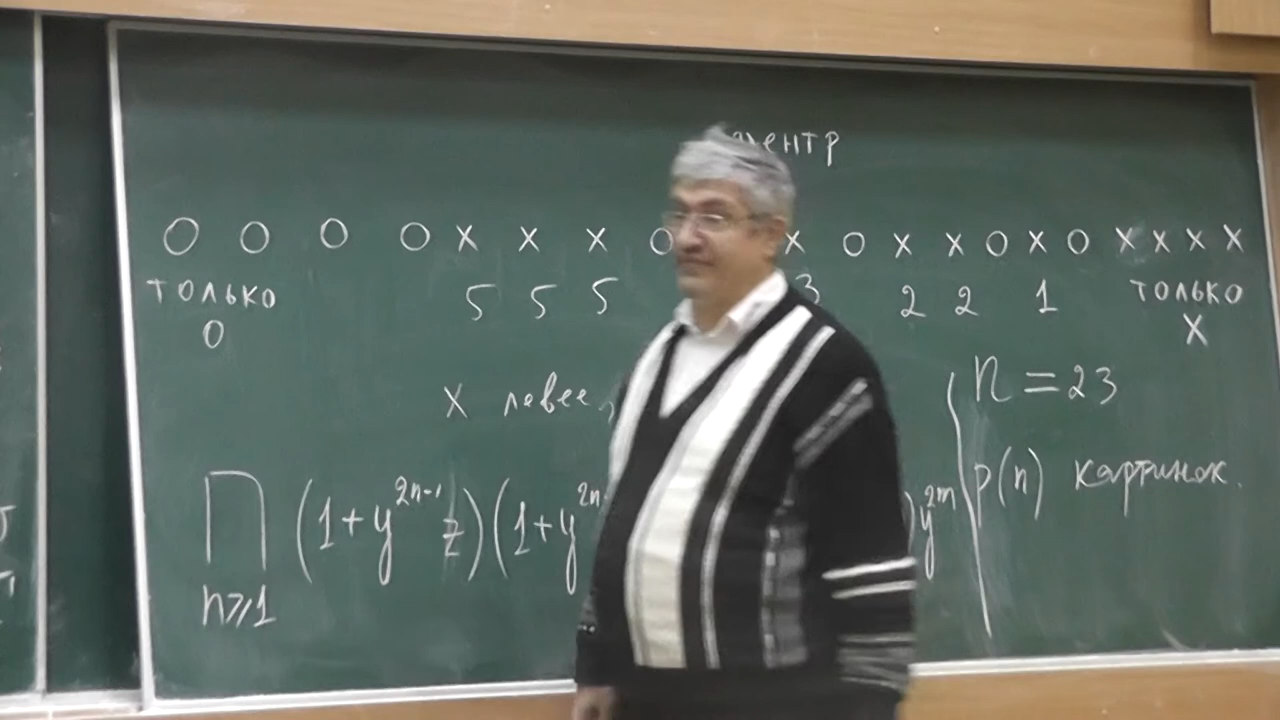 центр
O O O O x x x O x O x x O x O x x x x
только 5 5 5 3 2 2 1 только
O X
X левее, n = 23
∏ (1+y^{2n-1}z)(1+y^{2n )y^{2m} p(n) картинок.
n⩾1